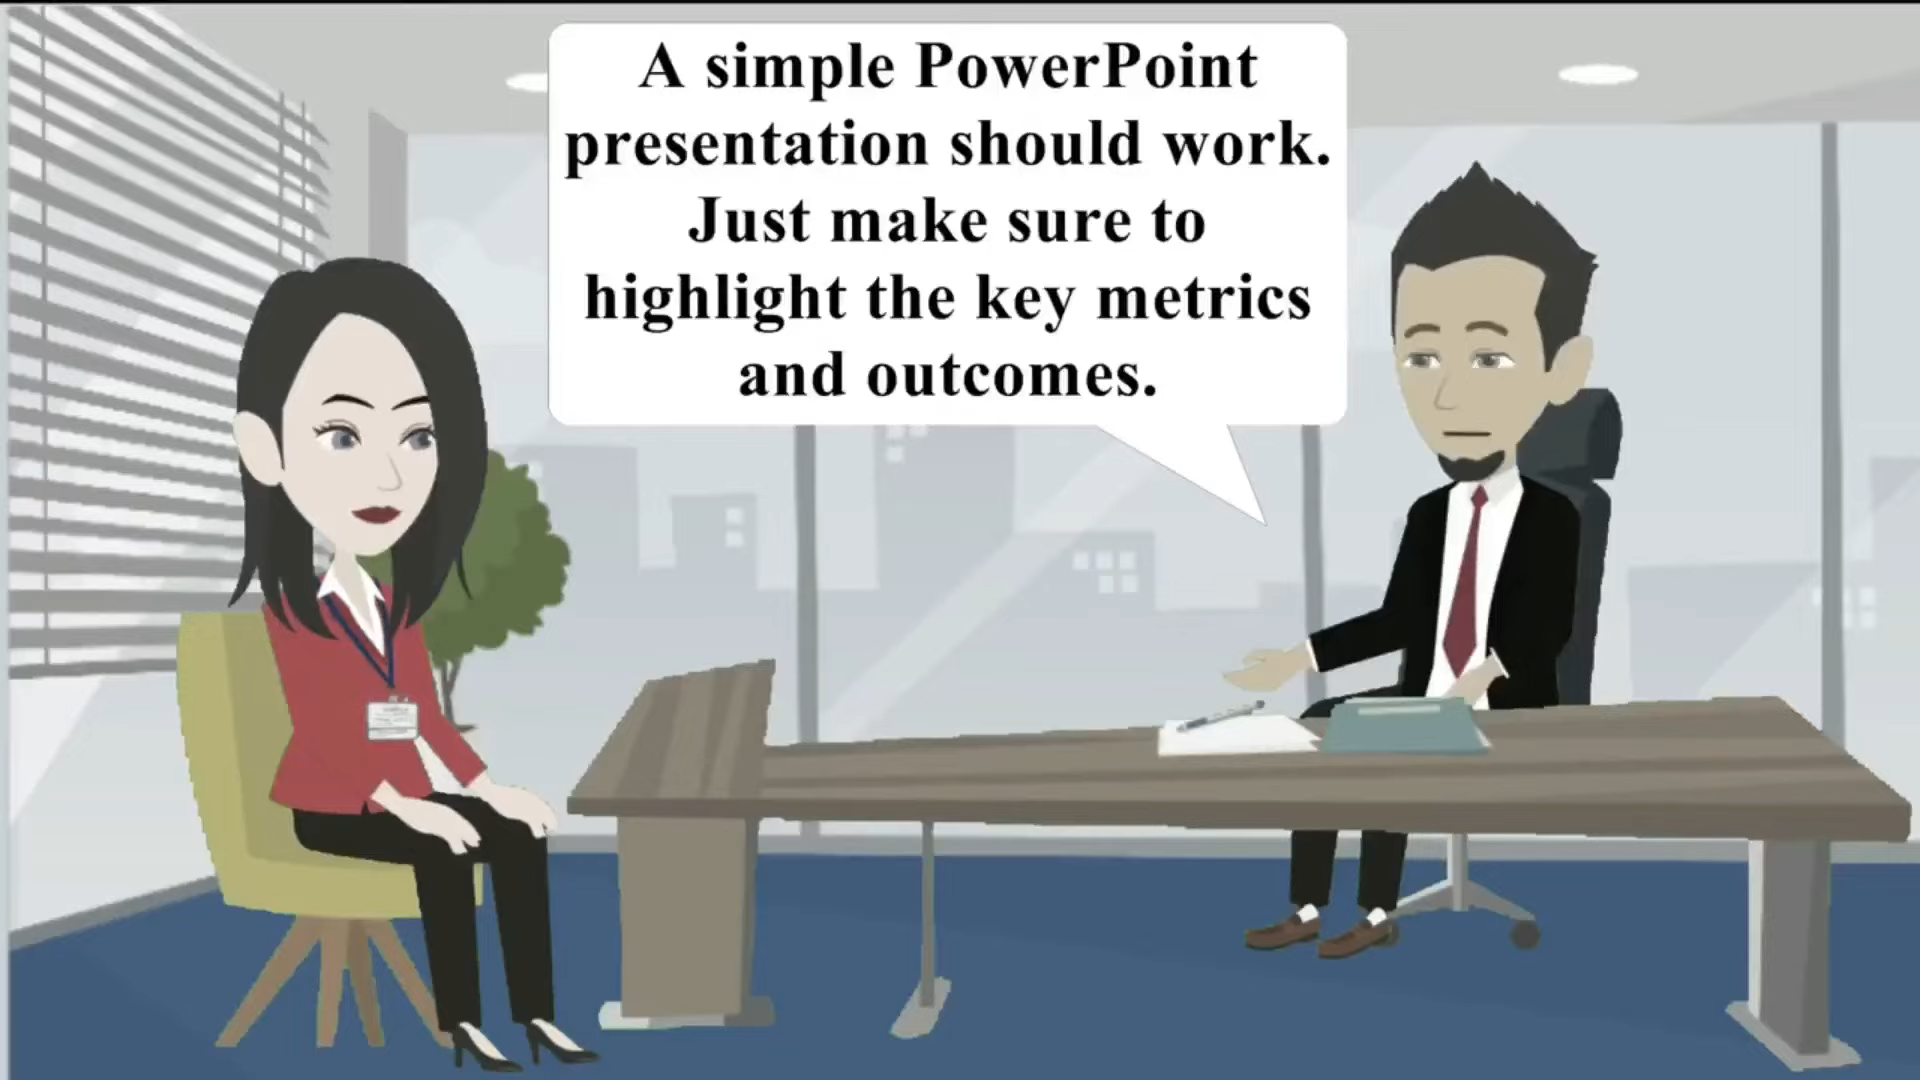 A simple PowerPoint
presentation should work.
Just make sure to
highlight the key metrics
and outcomes.